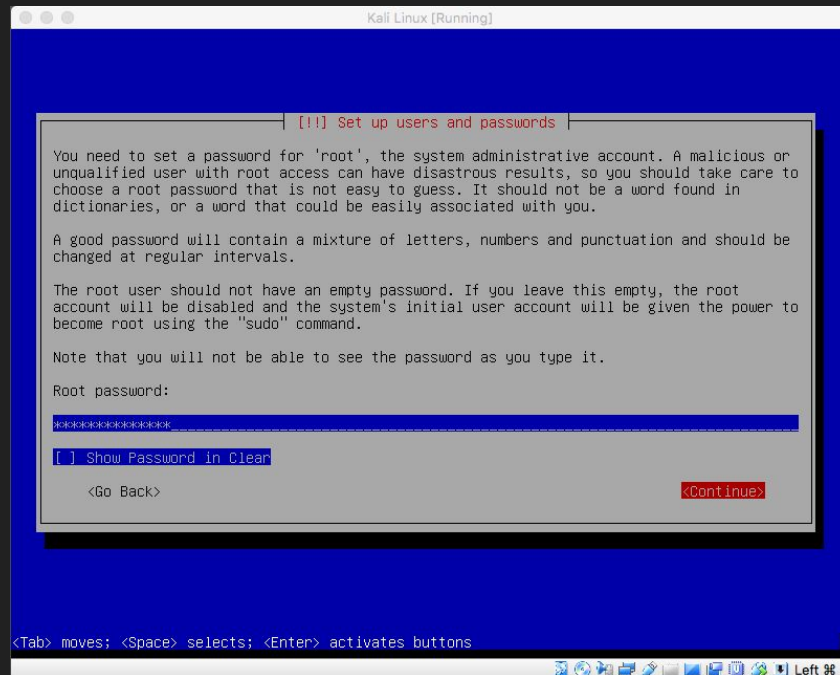 Kali Linux [Running]
[!!] Set up users and passwords
You need to set a password for 'root', the system administrative account. A malicious or
unqualified user with root access can have disastrous results, so you should take care to
choose a root password that is not easy to guess. It should not be a word found in
dictionaries, or a word that could be easily associated with you.
A good password will contain a mixture of letters, numbers and punctuation and should be
changed at regular intervals.
The root user should not have an empty password. If you leave this empty, the root
account will be disabled and the system's initial user account will be given the power to
become root using the "sudo" command.
Note that you will not be able to see the password as you type it.
Root password:
**************
[ ] Show Password in Clear
<Go Back> <Continue>
<Tab> moves; <Space> selects; <Enter> activates buttons
Left ⌘